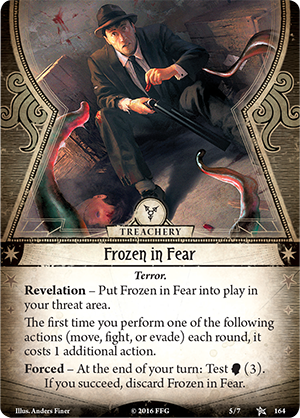 TREACHERY
Frozen in Fear
Terror.
Revelation – Put Frozen in Fear into play in
your threat area.
The first time you perform one of the following
actions (move, fight, or evade) each round, it
costs 1 additional action.
Forced – At the end of your turn: Test (3).
If you succeed, discard Frozen in Fear.
Illus. Anders Finer
© 2016 FFG
5/7
164